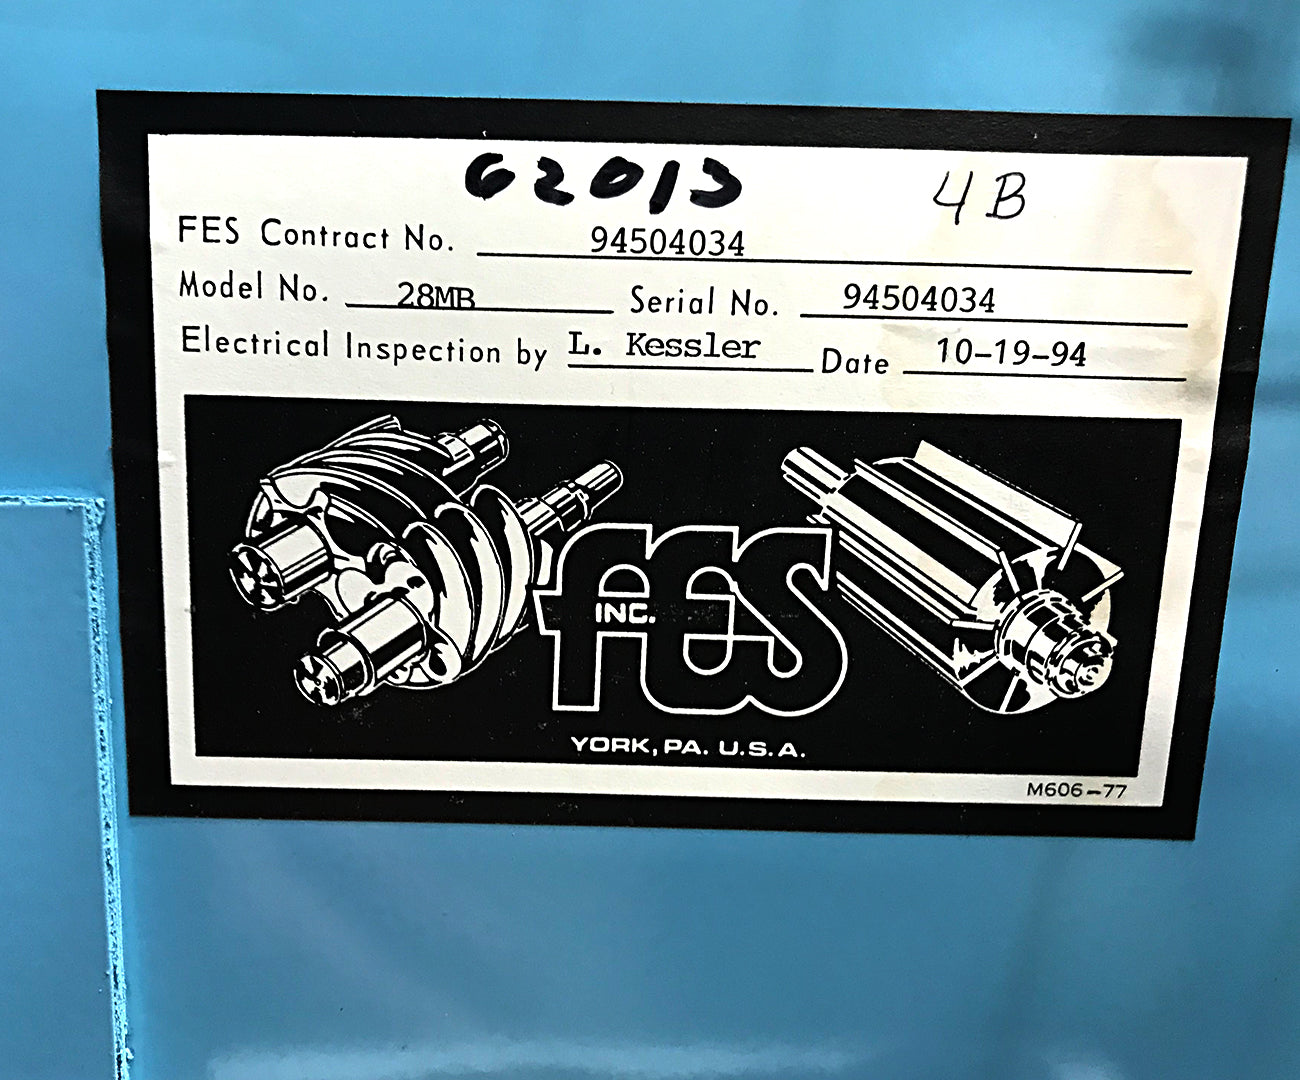 62013 4B
FES Contract No. 94504034
Model No. 28MB Serial No. 94504034
Electrical Inspection by L. Kessler Date 10-19-94
FES
INC.
YORK, PA. U.S.A.
M606-77